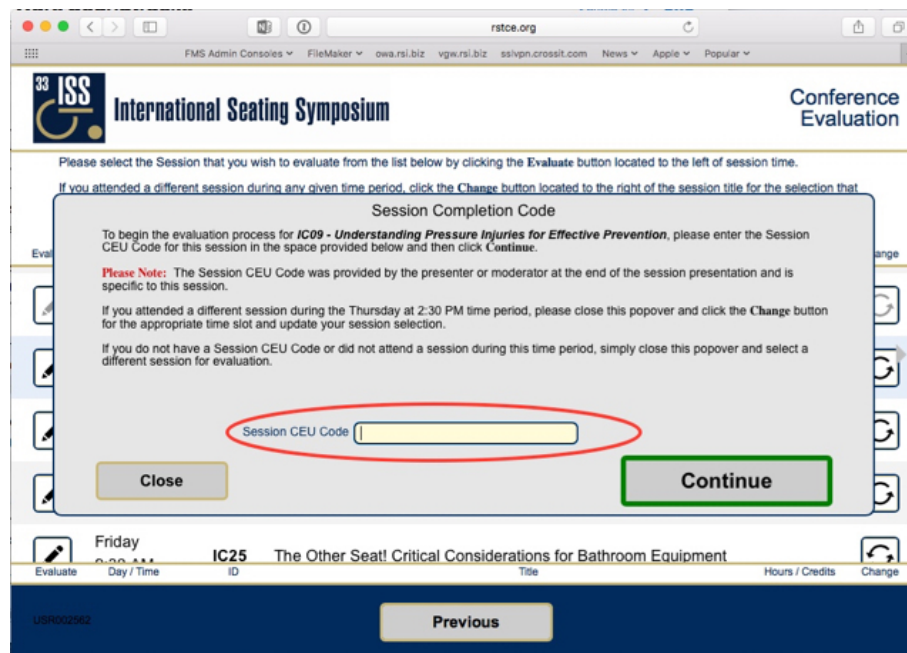 rstce.org
FMS Admin Consoles FileMaker owa.rsi.biz vgw.rsi.biz sslvpn.crossit.com News Apple Popular
33 ISS
International Seating Symposium
Conference
Evaluation
Please select the Session that you wish to evaluate from the list below by clicking the Evaluate button located to the left of session time.
If you attended a different session during any given time period, click the Change button located to the right of the session title for the selection that
Session Completion Code
To begin the evaluation process for IC09 - Understanding Pressure Injuries for Effective Prevention, please enter the Session
CEU Code for this session in the space provided below and then click Continue.
Please Note: The Session CEU Code was provided by the presenter or moderator at the end of the session presentation and is
specific to this session.
If you attended a different session during the Thursday at 2:30 PM time period, please close this popover and click the Change button
for the appropriate time slot and update your session selection.
If you do not have a Session CEU Code or did not attend a session during this time period, simply close this popover and select a
different session for evaluation.
Session CEU Code
Close Continue
Friday
IC25 The Other Seat! Critical Considerations for Bathroom Equipment
Evaluate Day / Time ID Title Hours / Credits Change
USR002562
Previous